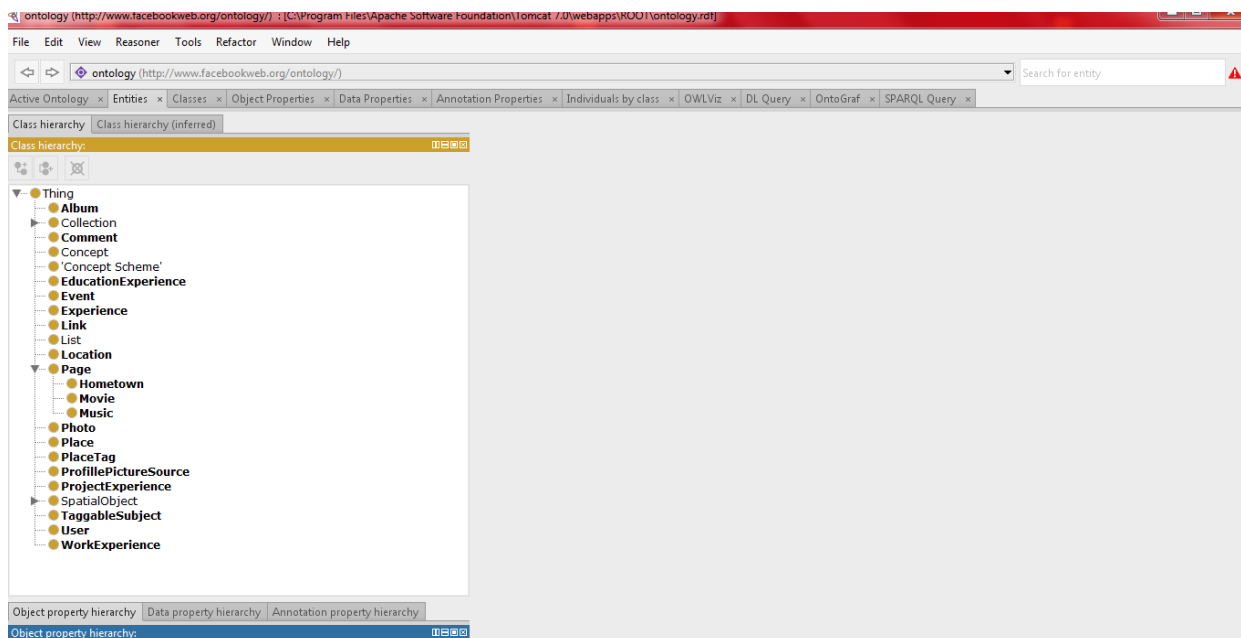 ontology (http://www.facebookweb.org/ontology/) : [C:\Program Files\Apache Software Foundation\Tomcat 7.0\webapps\ROOT\ontology.rdf]
File Edit View Reasoner Tools Refactor Window Help
ontology (http://www.facebookweb.org/ontology/) Search for entity
Active Ontology × Entities × Classes × Object Properties × Data Properties × Annotation Properties × Individuals by class × OWLViz × DL Query × OntoGraf × SPARQL Query ×
Class hierarchy Class hierarchy (inferred)
Class hierarchy:
Thing
Album
Collection
Comment
Concept
'Concept Scheme'
EducationExperience
Event
Experience
Link
List
Location
Page
Hometown
Movie
Music
Photo
Place
PlaceTag
ProfillePictureSource
ProjectExperience
SpatialObject
TaggableSubject
User
WorkExperience
Object property hierarchy Data property hierarchy Annotation property hierarchy
Object property hierarchy: